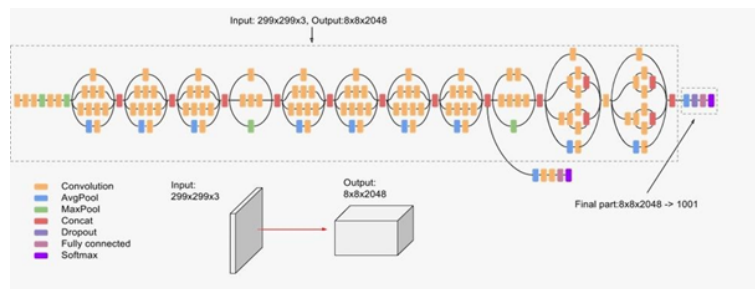 Input: 299x299x3, Output:8x8x2048
Convolution
AvgPool
MaxPool
Concat
Dropout
Fully connected
Softmax
Input:
299x299x3
Output:
8x8x2048
Final part:8x8x2048 -> 1001